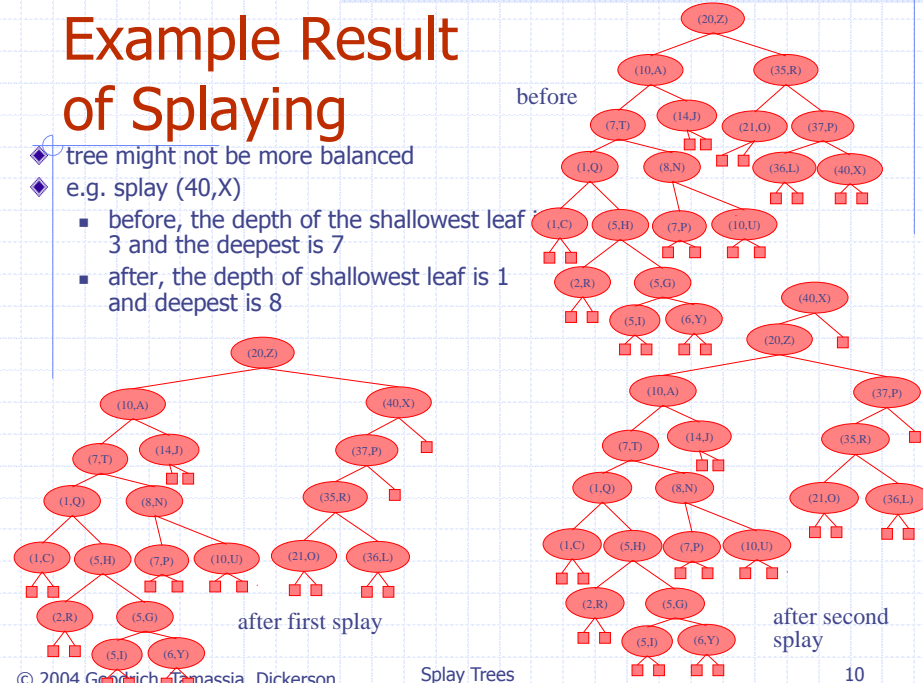 Example Result
of Splaying
tree might not be more balanced
e.g. splay (40,X)
before, the depth of the shallowest leaf
3 and the deepest is 7
after, the depth of shallowest leaf is 1
and deepest is 8
before
(20,Z)
(10,A) (35,R)
(7,T) (14,J) (21,O) (37,P)
(1,Q) (8,N) (36,L) (40,X)
(1,C) (5,H) (7,P) (10,U)
(2,R) (5,G)
(5,I) (6,Y)
(20,Z)
(10,A) (40,X)
(7,T) (14,J) (37,P)
(1,Q) (8,N) (35,R)
(1,C) (5,H) (7,P) (10,U) (21,O) (36,L)
(2,R) (5,G)
(5,I) (6,Y)
after first splay
(40,X)
(20,Z)
(10,A) (37,P)
(7,T) (14,J) (35,R)
(1,Q) (8,N) (21,O) (36,L)
(1,C) (5,H) (7,P) (10,U)
(2,R) (5,G)
(5,I) (6,Y)
after second
splay
© 2004 Goodrich, Tamassia, Dickerson
Splay Trees
10